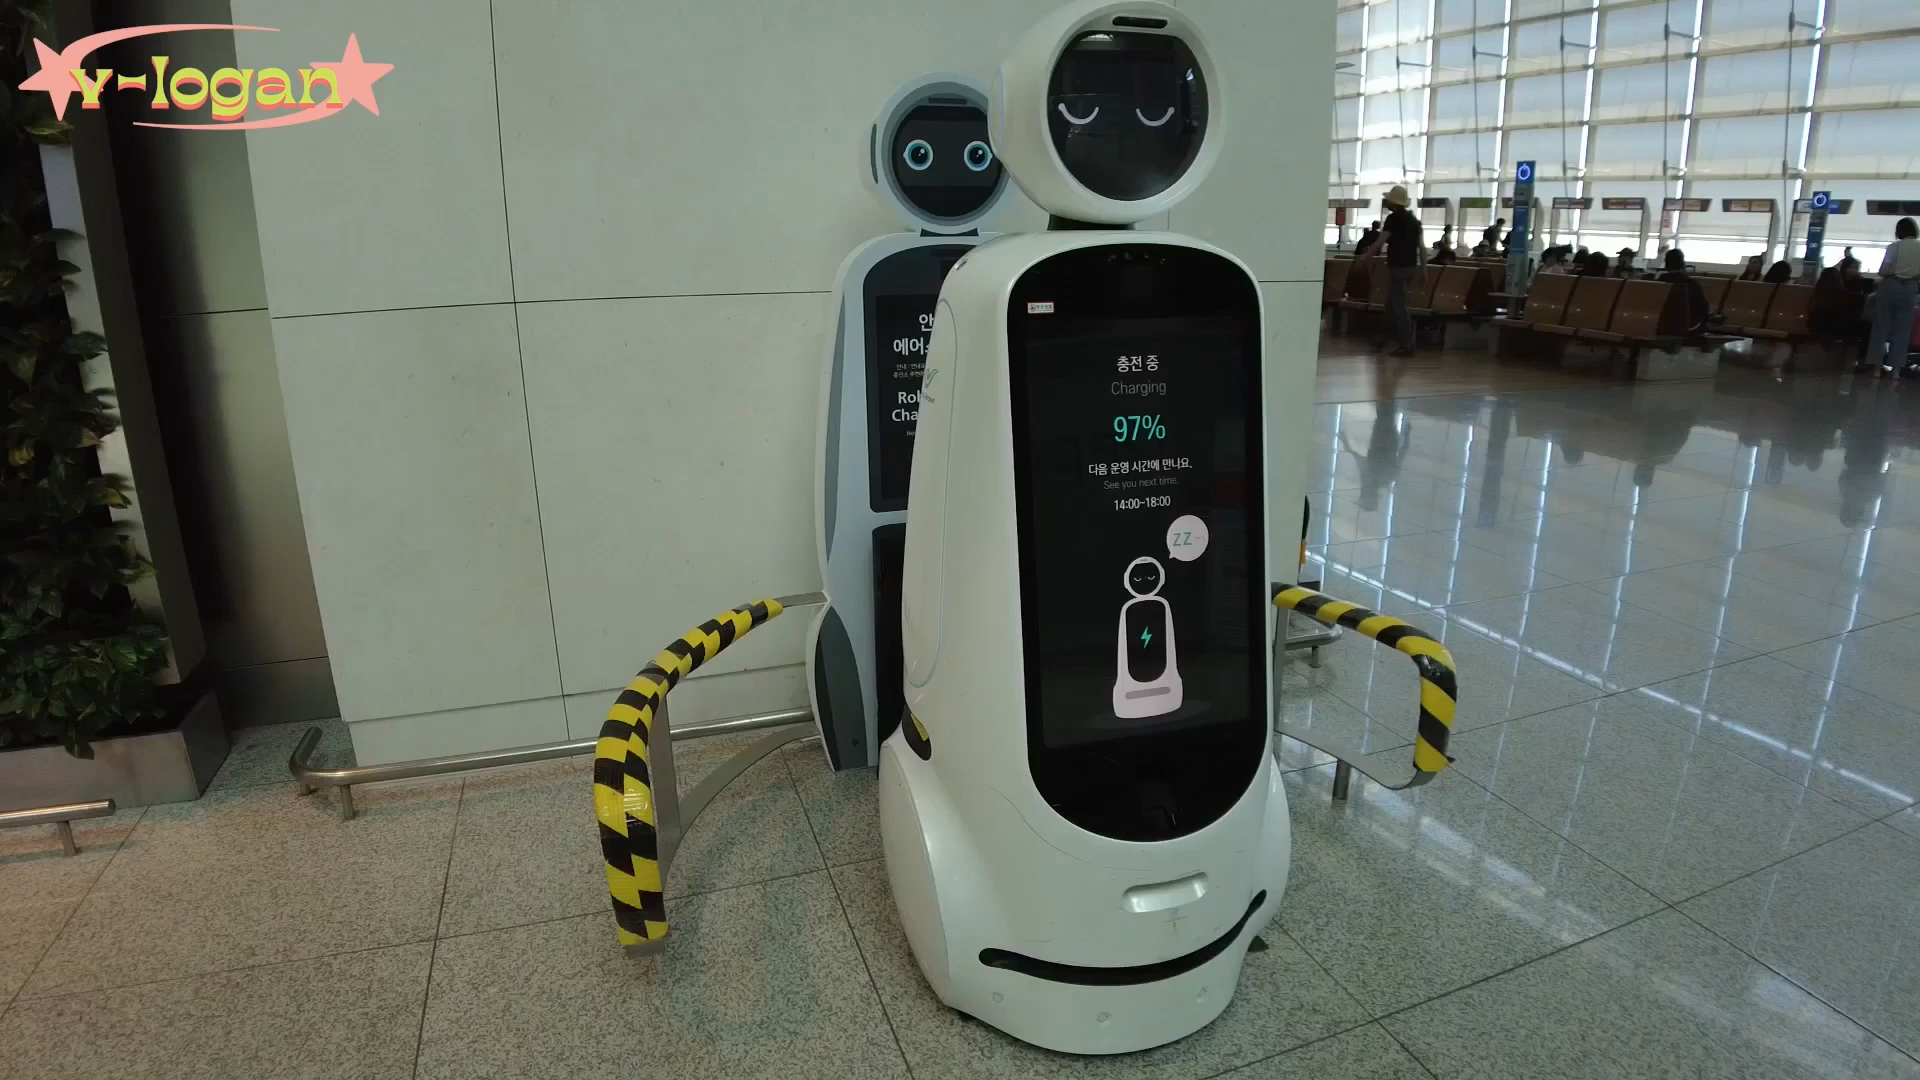 v-logan
안
에어
Rob
Cha
충전 중
Charging
97%
다음 운영 시간에 만나요.
See you next time.
14:00~18:00
ZZ...